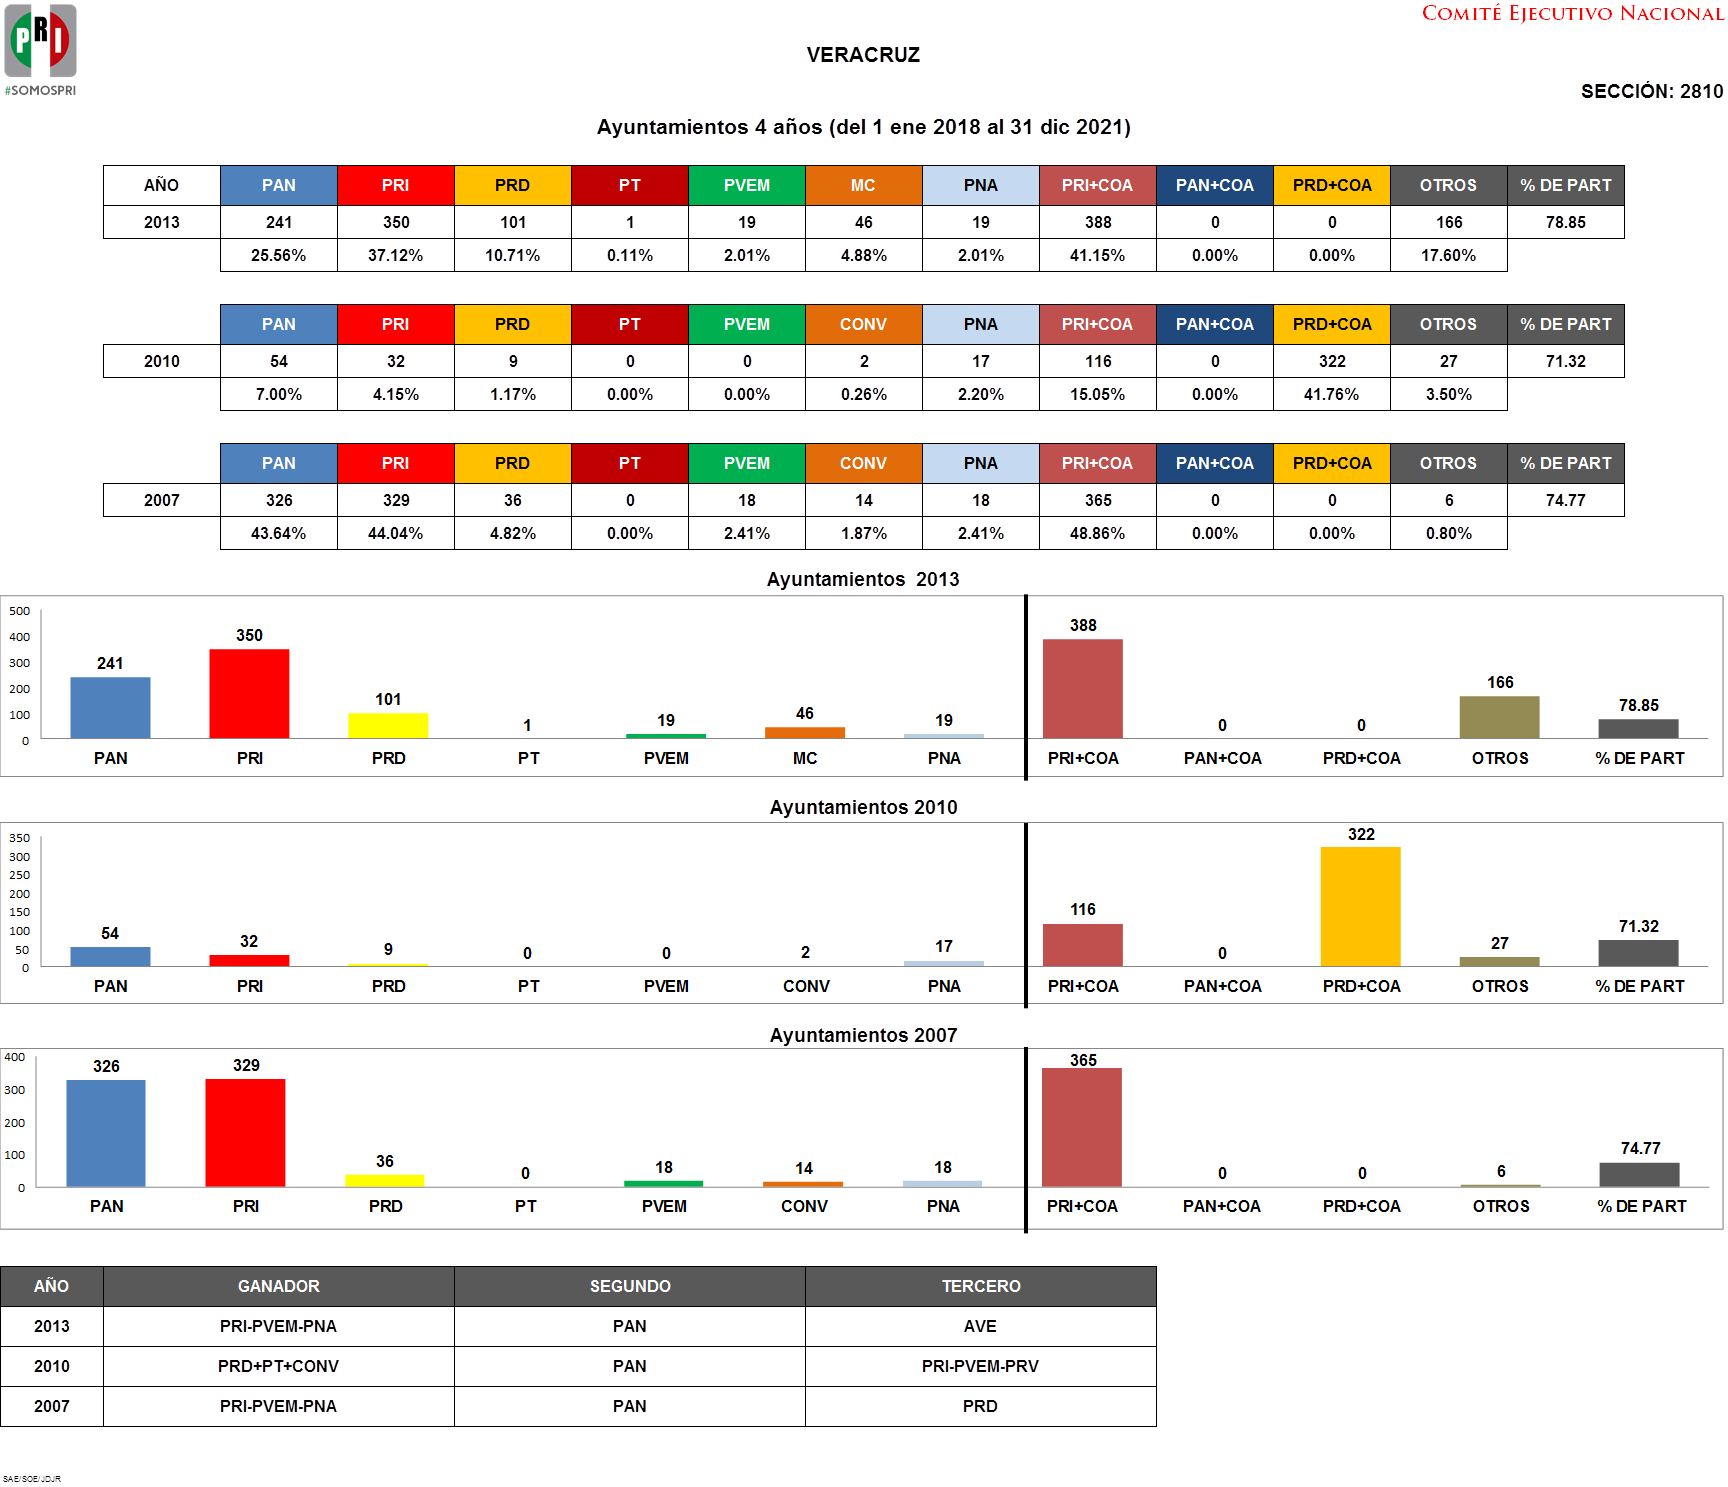 PRI
#SOMOSPRI
COMITÉ EJECUTIVO NACIONAL
VERACRUZ
SECCIÓN: 2810
Ayuntamientos 4 años (del 1 ene 2018 al 31 dic 2021)
AÑO PAN PRI PRD PT PVEM MC PNA PRI+COA PAN+COA PRD+COA OTROS % DE PART
2013 241 350 101 1 19 46 19 388 0 0 166 78.85
25.56% 37.12% 10.71% 0.11% 2.01% 4.88% 2.01% 41.15% 0.00% 0.00% 17.60%
PAN PRI PRD PT PVEM CONV PNA PRI+COA PAN+COA PRD+COA OTROS % DE PART
2010 54 32 9 0 0 2 17 116 0 322 27 71.32
7.00% 4.15% 1.17% 0.00% 0.00% 0.26% 2.20% 15.05% 0.00% 41.76% 3.50%
PAN PRI PRD PT PVEM CONV PNA PRI+COA PAN+COA PRD+COA OTROS % DE PART
2007 326 329 36 0 18 14 18 365 0 0 6 74.77
43.64% 44.04% 4.82% 0.00% 2.41% 1.87% 2.41% 48.86% 0.00% 0.00% 0.80%
Ayuntamientos 2013
500
400
300
200
100
0
241 350 101 1 19 46 19 388 0 0 166 78.85
PAN PRI PRD PT PVEM MC PNA PRI+COA PAN+COA PRD+COA OTROS % DE PART
Ayuntamientos 2010
350
300
250
200
150
100
50
0
54 32 9 0 0 2 17 116 0 322 27 71.32
PAN PRI PRD PT PVEM CONV PNA PRI+COA PAN+COA PRD+COA OTROS % DE PART
Ayuntamientos 2007
400
300
200
100
0
326 329 36 0 18 14 18 365 0 0 6 74.77
PAN PRI PRD PT PVEM CONV PNA PRI+COA PAN+COA PRD+COA OTROS % DE PART
AÑO GANADOR SEGUNDO TERCERO
2013 PRI-PVEM-PNA PAN AVE
2010 PRD+PT+CONV PAN PRI-PVEM-PRV
2007 PRI-PVEM-PNA PAN PRD
SAE/SOE/JDJR